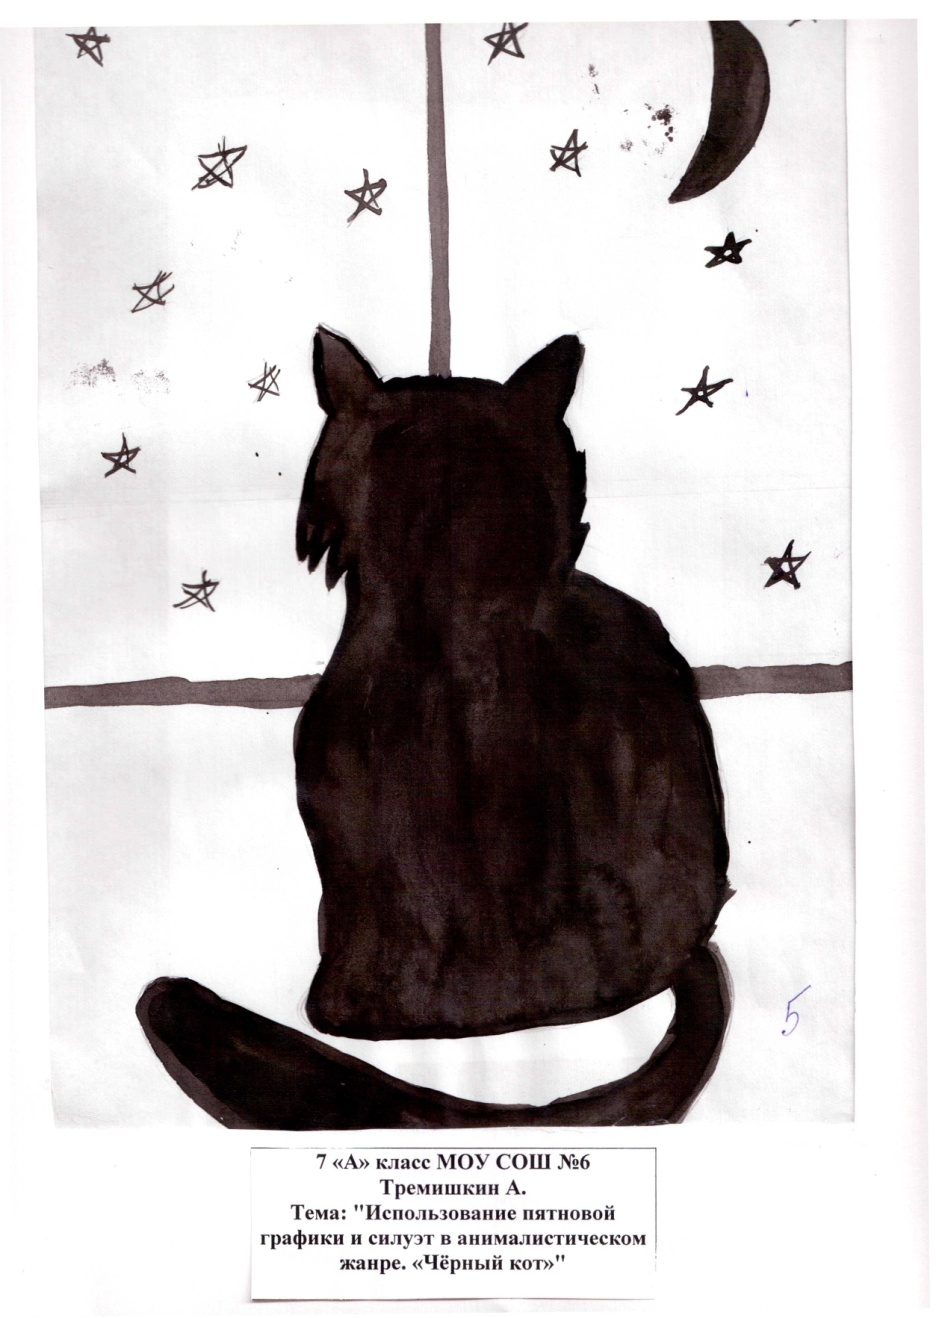 5
7 «А» класс МОУ СОШ №6
Тремишкин А.
Тема: "Использование пятновой
графики и силуэт в анималистическом
жанре. «Чёрный кот»"